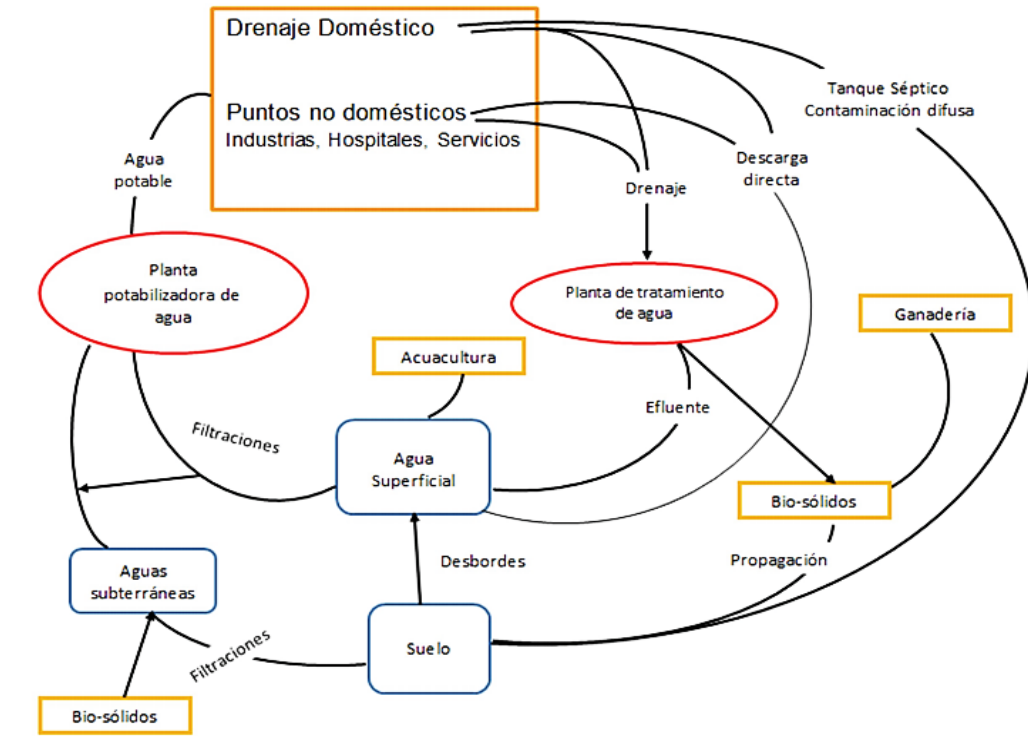 Drenaje Doméstico
Puntos no domésticos
Industrias, Hospitales, Servicios
Tanque Séptico
Contaminación difusa
Agua
potable
Drenaje
Descarga
directa
Planta
potabilizadora de
agua
Planta de tratamiento
de agua
Ganadería
Acuacultura
Efluente
Filtraciones
Agua
Superficial
Bio-sólidos
Desbordes
Propagación
Aguas
subterráneas
Suelo
Filtraciones
Bio-sólidos